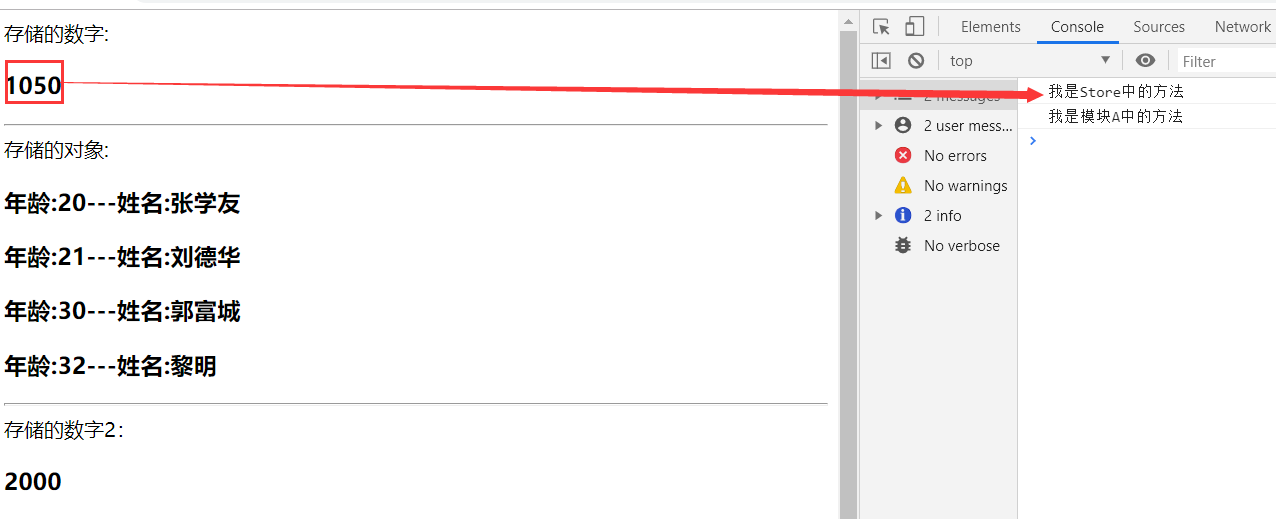 存储的数字:
1050
存储的对象:
年龄:20---姓名:张学友
年龄:21---姓名:刘德华
年龄:30---姓名:郭富城
年龄:32---姓名:黎明
存储的数字2：
2000
Elements Console Sources Network
top Filter
2 messages
2 user mess...
No errors
No warnings
2 info
No verbose
我是Store中的方法
我是模块A中的方法